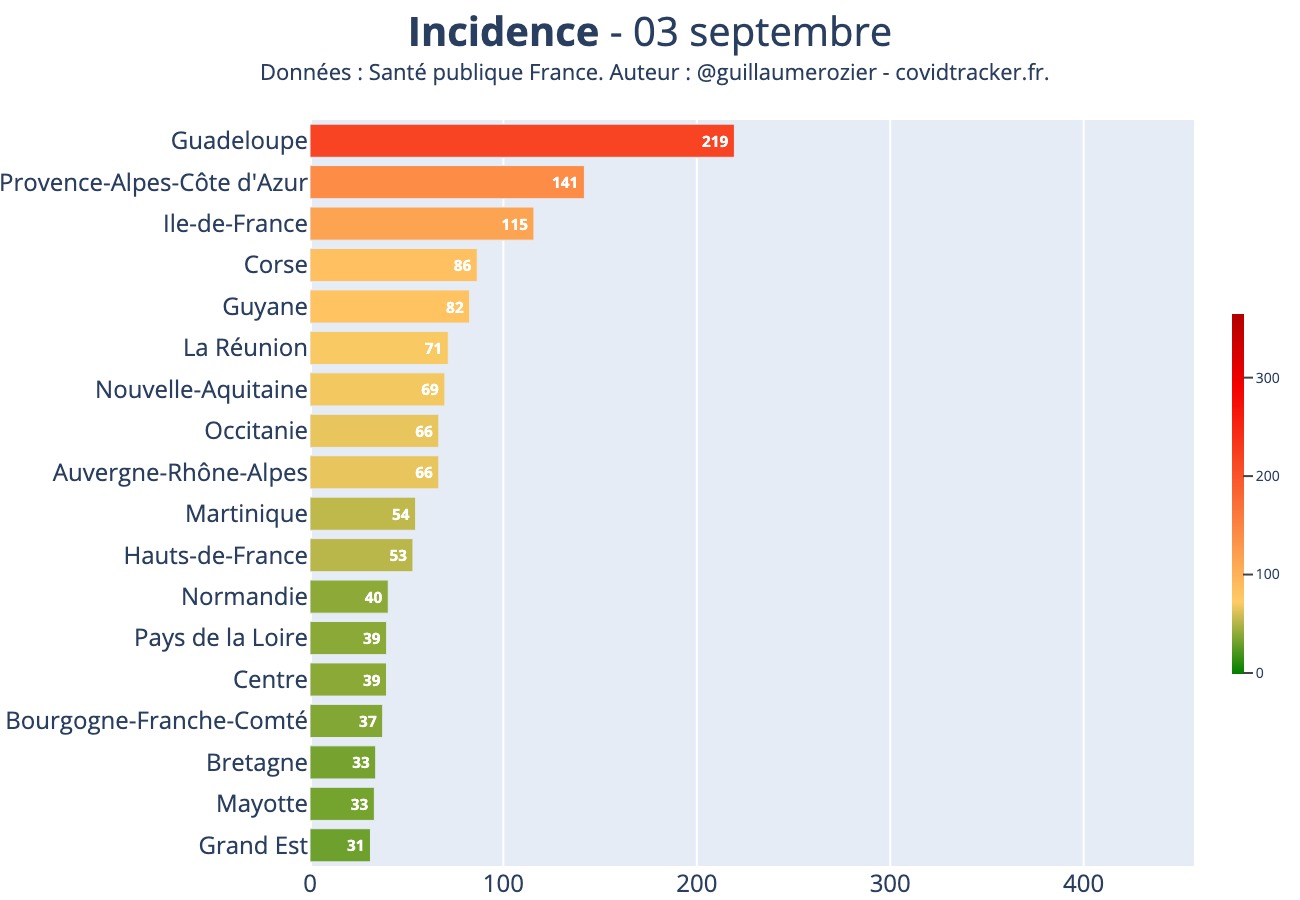 Incidence - 03 septembre
Données : Santé publique France. Auteur : @guillaumerozier - covidtracker.fr.
Guadeloupe 219
Provence-Alpes-Côte d'Azur 141
Ile-de-France 115
Corse 86
Guyane 82
La Réunion 71
Nouvelle-Aquitaine 69
Occitanie 66
Auvergne-Rhône-Alpes 66
Martinique 54
Hauts-de-France 53
Normandie 40
Pays de la Loire 39
Centre 39
Bourgogne-Franche-Comté 37
Bretagne 33
Mayotte 33
Grand Est 31
0 100 200 300 400
300
200
100
0